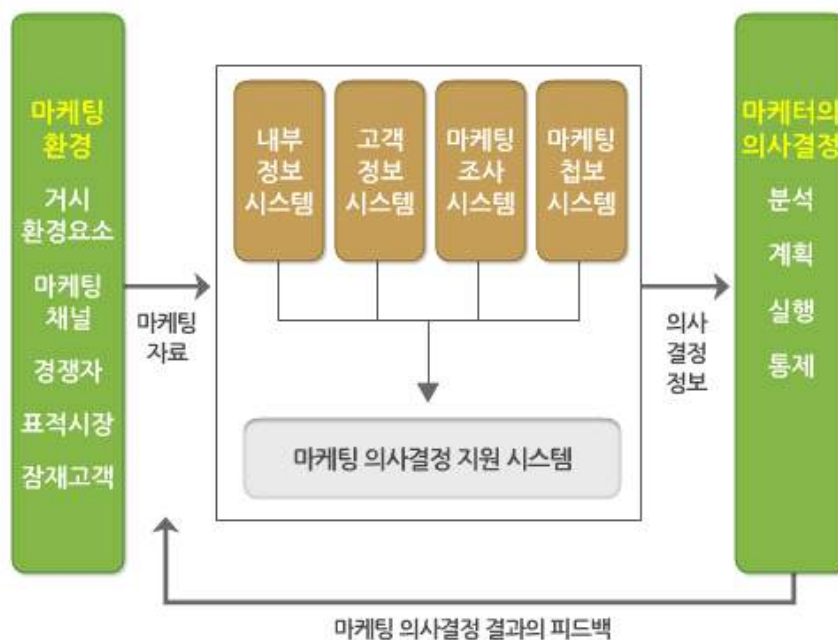 마케팅
환경
거시
환경요소
마케팅
채널
경쟁자
표적시장
잠재고객
마케팅
자료
내부
정보
시스템
고객
정보
시스템
마케팅
조사
시스템
마케팅
첩보
시스템
마케팅 의사결정 지원 시스템
의사
결정
정보
마케터의
의사결정
분석
계획
실행
통제
마케팅 의사결정 결과의 피드백